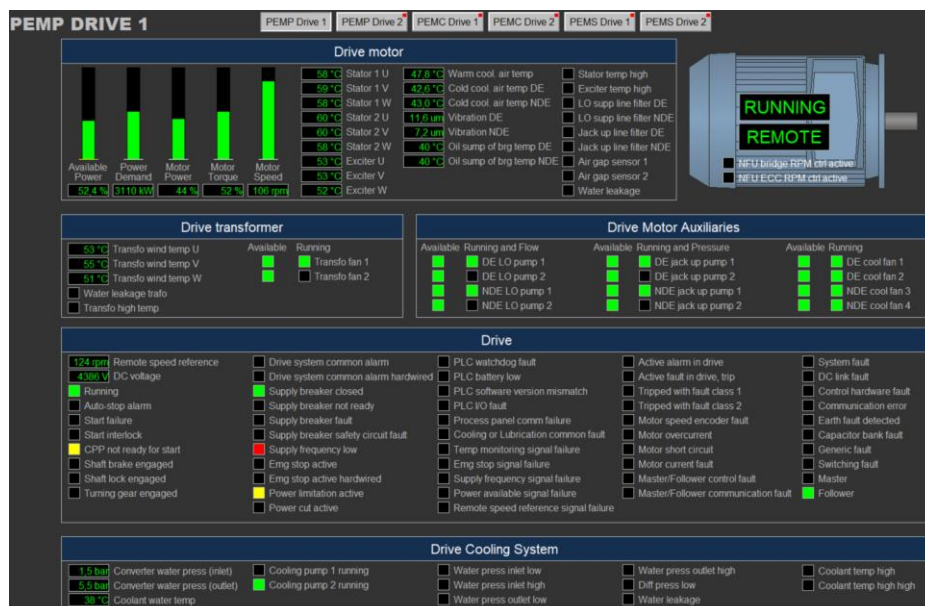 PEMP DRIVE 1
PEMP Drive 1 PEMP Drive 2 PEMC Drive 1 PEMC Drive 2 PEMS Drive 1 PEMS Drive 2
Drive motor
58 °C Stator 1 U 47,8 °C Warm cool. air temp Stator temp high
59 °C Stator 1 V 42,6 °C Cold cool. air temp DE Exciter temp high
58 °C Stator 1 W 43,0 °C Cold cool. air temp NDE LO supp line filter DE
60 °C Stator 2 U 11,6 um Vibration DE LO supp line filter NDE
60 °C Stator 2 V 7,2 um Vibration NDE Jack up line filter DE
58 °C Stator 2 W 40 °C Oil sump of brg temp DE Jack up line filter NDE
53 °C Exciter U 40 °C Oil sump of brg temp NDE Air gap sensor 1
53 °C Exciter V Air gap sensor 2
52 °C Exciter W Water leakage
Available Power Power Demand Motor Power Motor Torque Motor Speed
52,4 % 3110 kW 44 % 52 % 106 rpm
RUNNING
REMOTE
NFU bridge RPM ctrl active
NFU ECC RPM ctrl active
Drive transformer
Available Running
53 °C Transfo wind temp U Transfo fan 1
55 °C Transfo wind temp V Transfo fan 2
51 °C Transfo wind temp W
Water leakage trafo
Transfo high temp
Drive Motor Auxiliaries
Available Running and Flow Available Running and Pressure Available Running
DE LO pump 1 DE jack up pump 1 DE cool fan 1
DE LO pump 2 DE jack up pump 2 DE cool fan 2
NDE LO pump 1 NDE jack up pump 1 NDE cool fan 3
NDE LO pump 2 NDE jack up pump 2 NDE cool fan 4
Drive
124 rpm Remote speed reference Drive system common alarm PLC watchdog fault Active alarm in drive System fault
4386 V DC voltage Drive system common alarm hardwired PLC battery low Active fault in drive, trip DC link fault
Running Supply breaker closed PLC software version mismatch Tripped with fault class 1 Control hardware fault
Auto-stop alarm Supply breaker not ready PLC I/O fault Tripped with fault class 2 Communication error
Start failure Supply breaker fault Process panel comm failure Motor speed encoder fault Earth fault detected
Start interlock Supply breaker safety circuit fault Cooling or Lubrication common fault Motor overcurrent Capacitor bank fault
CPP not ready for start Supply frequency low Temp monitoring signal failure Motor short circuit Generic fault
Shaft brake engaged Emg stop active Emg stop signal failure Motor current fault Switching fault
Shaft lock engaged Emg stop active hardwired Supply frequency signal failure Master/Follower control fault Master
Turning gear engaged Power limitation active Power available signal failure Master/Follower communication fault Follower
Power cut active Remote speed reference signal failure
Drive Cooling System
1,5 bar Converter water press (inlet) Cooling pump 1 running Water press inlet low Water press outlet high Coolant temp high
5,5 bar Converter water press (outlet) Cooling pump 2 running Water press inlet high Diff press low Coolant temp high high
38 °C Coolant water temp Water press outlet low Water leakage